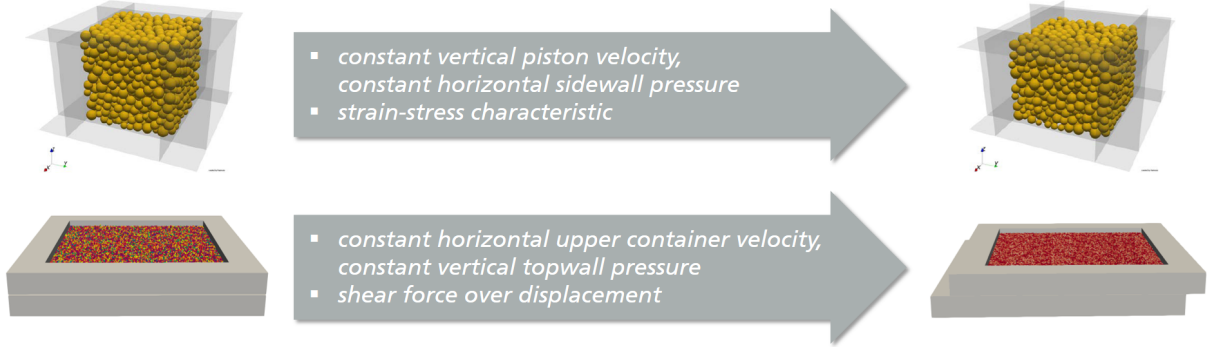 ▪ constant vertical piston velocity,
constant horizontal sidewall pressure
▪ strain-stress characteristic
▪ constant horizontal upper container velocity,
constant vertical topwall pressure
▪ shear force over displacement